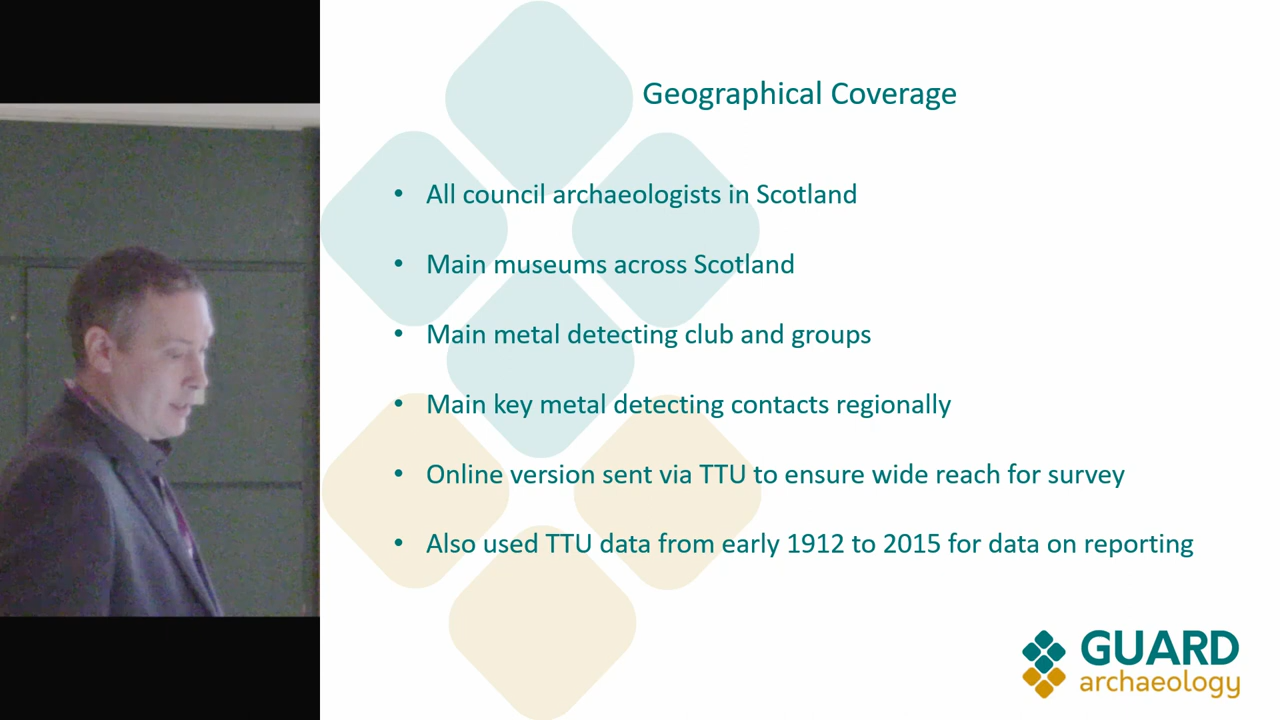 Geographical Coverage
• All council archaeologists in Scotland
• Main museums across Scotland
• Main metal detecting club and groups
• Main key metal detecting contacts regionally
• Online version sent via TTU to ensure wide reach for survey
• Also used TTU data from early 1912 to 2015 for data on reporting
GUARD
archaeology